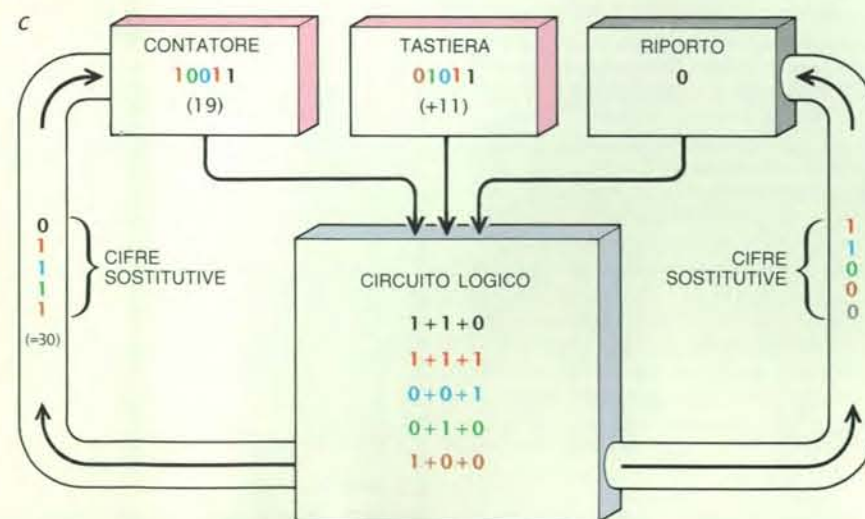 C
CONTATORE
10011
(19)
TASTIERA
01011
(+11)
RIPORTO
0
0
1
1
1
1
(=30)
CIFRE
SOSTITUTIVE
CIRCUITO LOGICO
1+1+0
1+1+1
0+0+1
0+1+0
1+0+0
CIFRE
SOSTITUTIVE
1
1
0
0
0